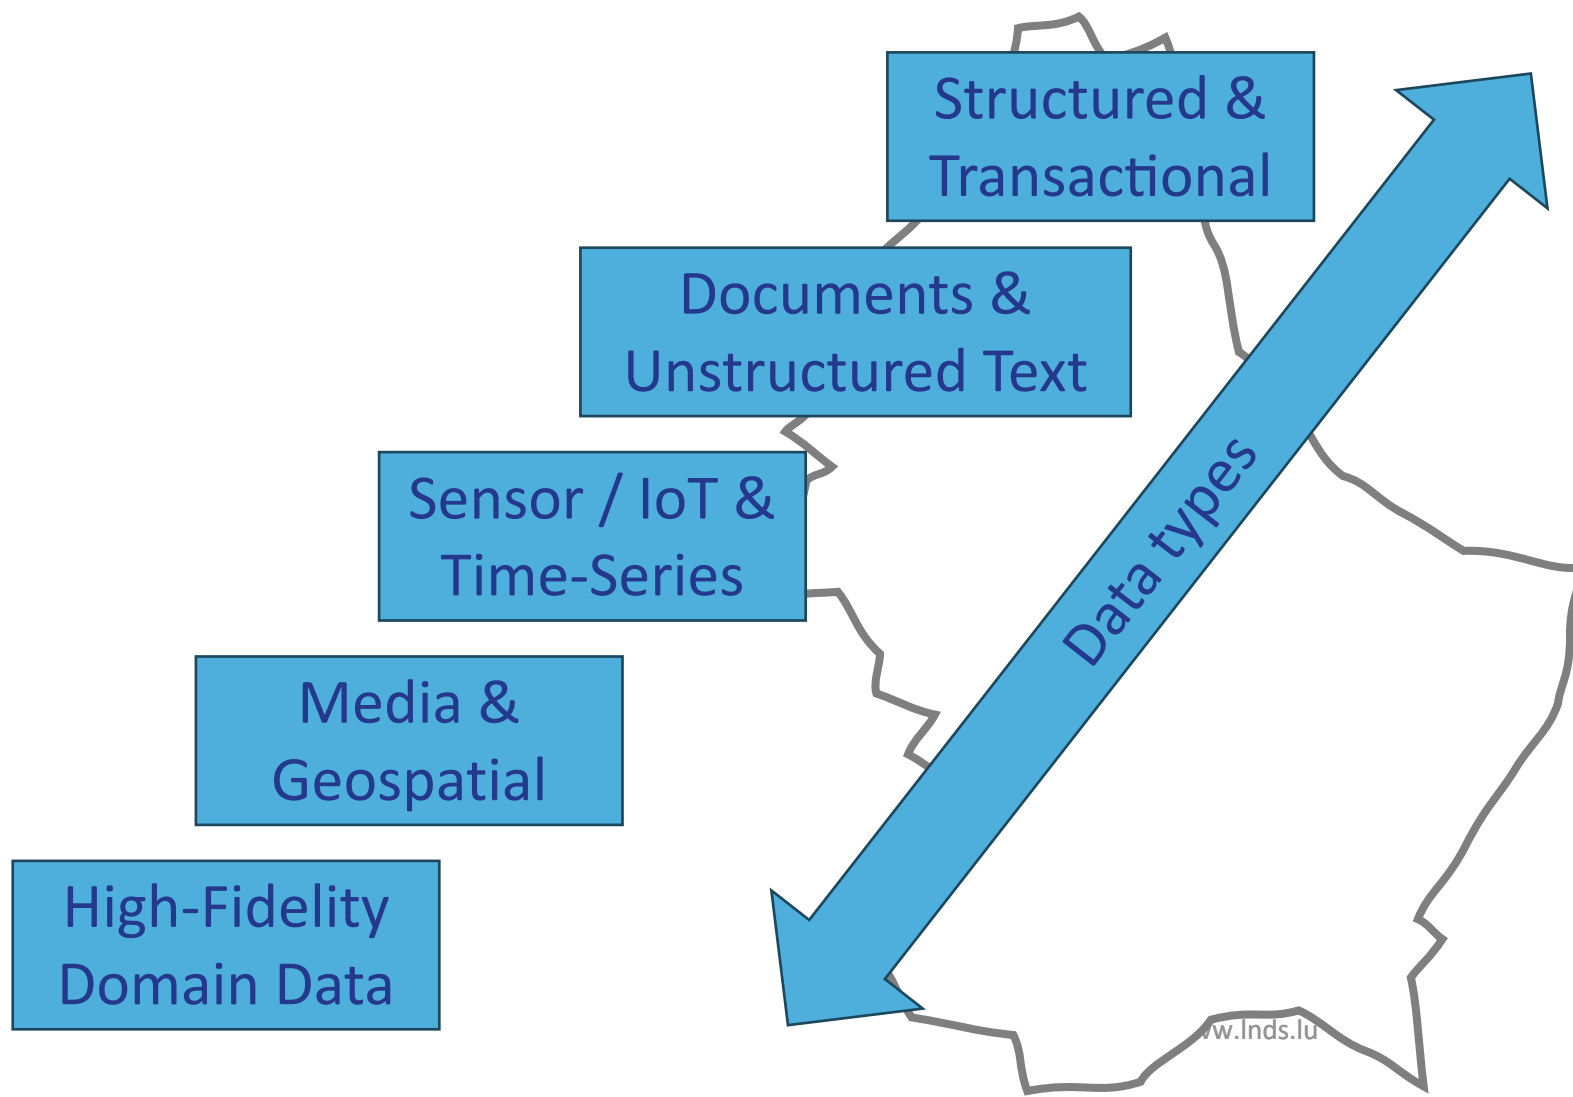 Structured &
Transactional
Documents &
Unstructured Text
Sensor / IoT &
Time-Series
Data types
Media &
Geospatial
High-Fidelity
Domain Data
w.lnds.lu